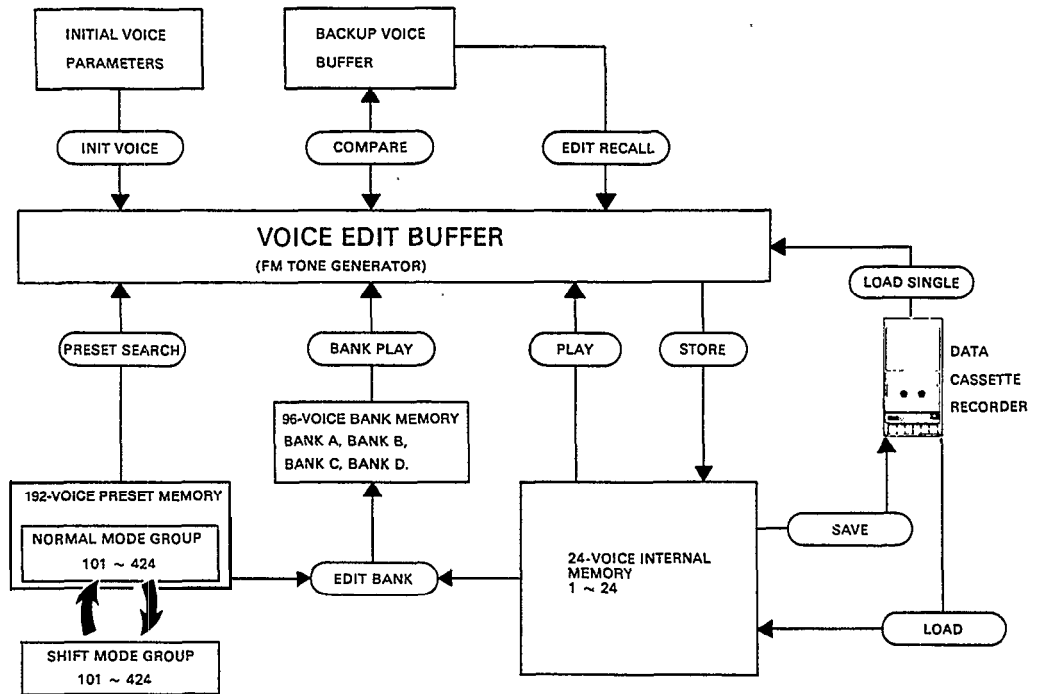 INITIAL VOICE
PARAMETERS
BACKUP VOICE
BUFFER
INIT VOICE
COMPARE
EDIT RECALL
VOICE EDIT BUFFER
(FM TONE GENERATOR)
LOAD SINGLE
PRESET SEARCH
BANK PLAY
PLAY
STORE
DATA
CASSETTE
RECORDER
96-VOICE BANK MEMORY
BANK A, BANK B,
BANK C, BANK D.
192-VOICE PRESET MEMORY
NORMAL MODE GROUP
101 ~ 424
EDIT BANK
24-VOICE INTERNAL
MEMORY
1 ~ 24
SAVE
LOAD
SHIFT MODE GROUP
101 ~ 424